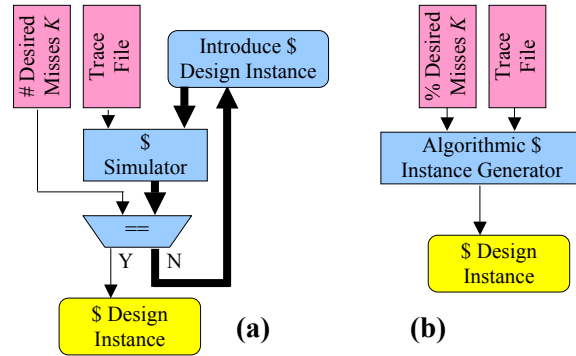 # Desired
Misses K
Trace
File
Introduce $
Design Instance
$
Simulator
==
Y
N
$ Design
Instance
(a)
% Desired
Misses K
Trace
File
Algorithmic $
Instance Generator
$ Design
Instance
(b)